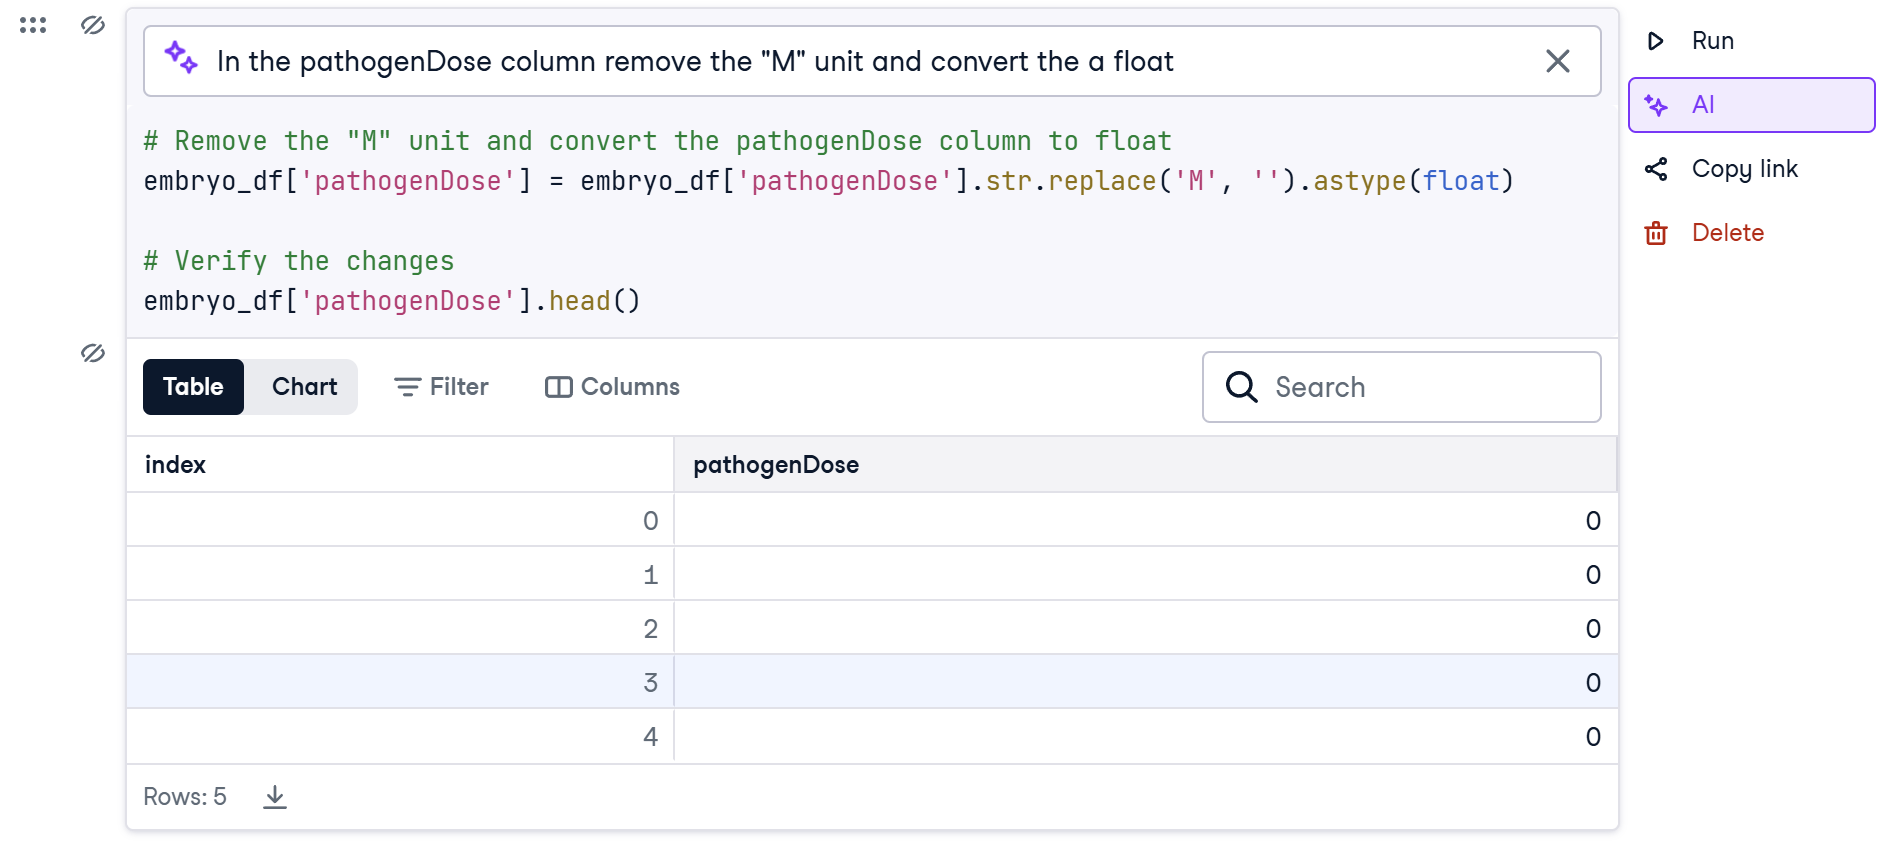 In the pathogenDose column remove the "M" unit and convert the a float
Run
AI
Copy link
Delete
# Remove the "M" unit and convert the pathogenDose column to float
embryo_df['pathogenDose'] = embryo_df['pathogenDose'].str.replace('M', '').astype(float)
# Verify the changes
embryo_df['pathogenDose'].head()
Table Chart Filter Columns Search
index pathogenDose
0 0
1 0
2 0
3 0
4 0
Rows: 5